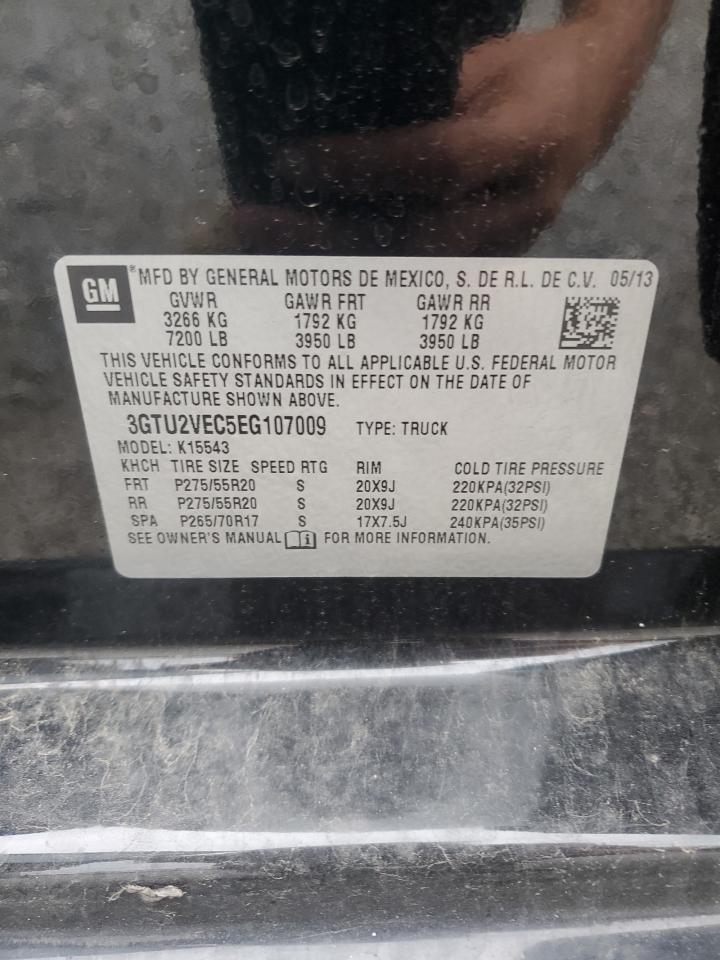 GM ® MFD BY GENERAL MOTORS DE MEXICO, S. DE R.L. DE C.V. 05/13
GVWR GAWR FRT GAWR RR
3266 KG 1792 KG 1792 KG
7200 LB 3950 LB 3950 LB
THIS VEHICLE CONFORMS TO ALL APPLICABLE U.S. FEDERAL MOTOR
VEHICLE SAFETY STANDARDS IN EFFECT ON THE DATE OF
MANUFACTURE SHOWN ABOVE.
3GTU2VEC5EG107009 TYPE: TRUCK
MODEL: K15543
KHCH TIRE SIZE SPEED RTG RIM COLD TIRE PRESSURE
FRT P275/55R20 S 20X9J 220KPA(32PSI)
RR P275/55R20 S 20X9J 220KPA(32PSI)
SPA P265/70R17 S 17X7.5J 240KPA(35PSI)
SEE OWNER'S MANUAL i FOR MORE INFORMATION.